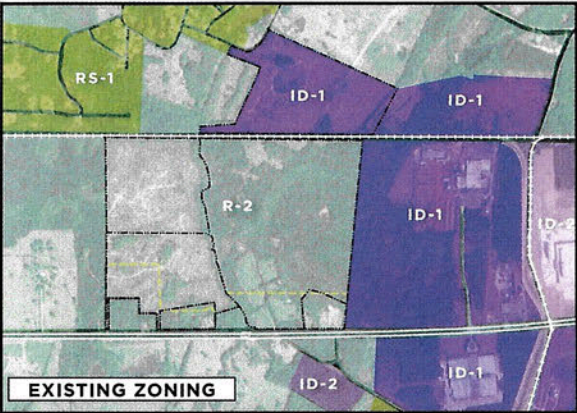 RS-1
ID-1
ID-1
R-2
ID-1
ID-2
ID-1
ID-2
EXISTING ZONING